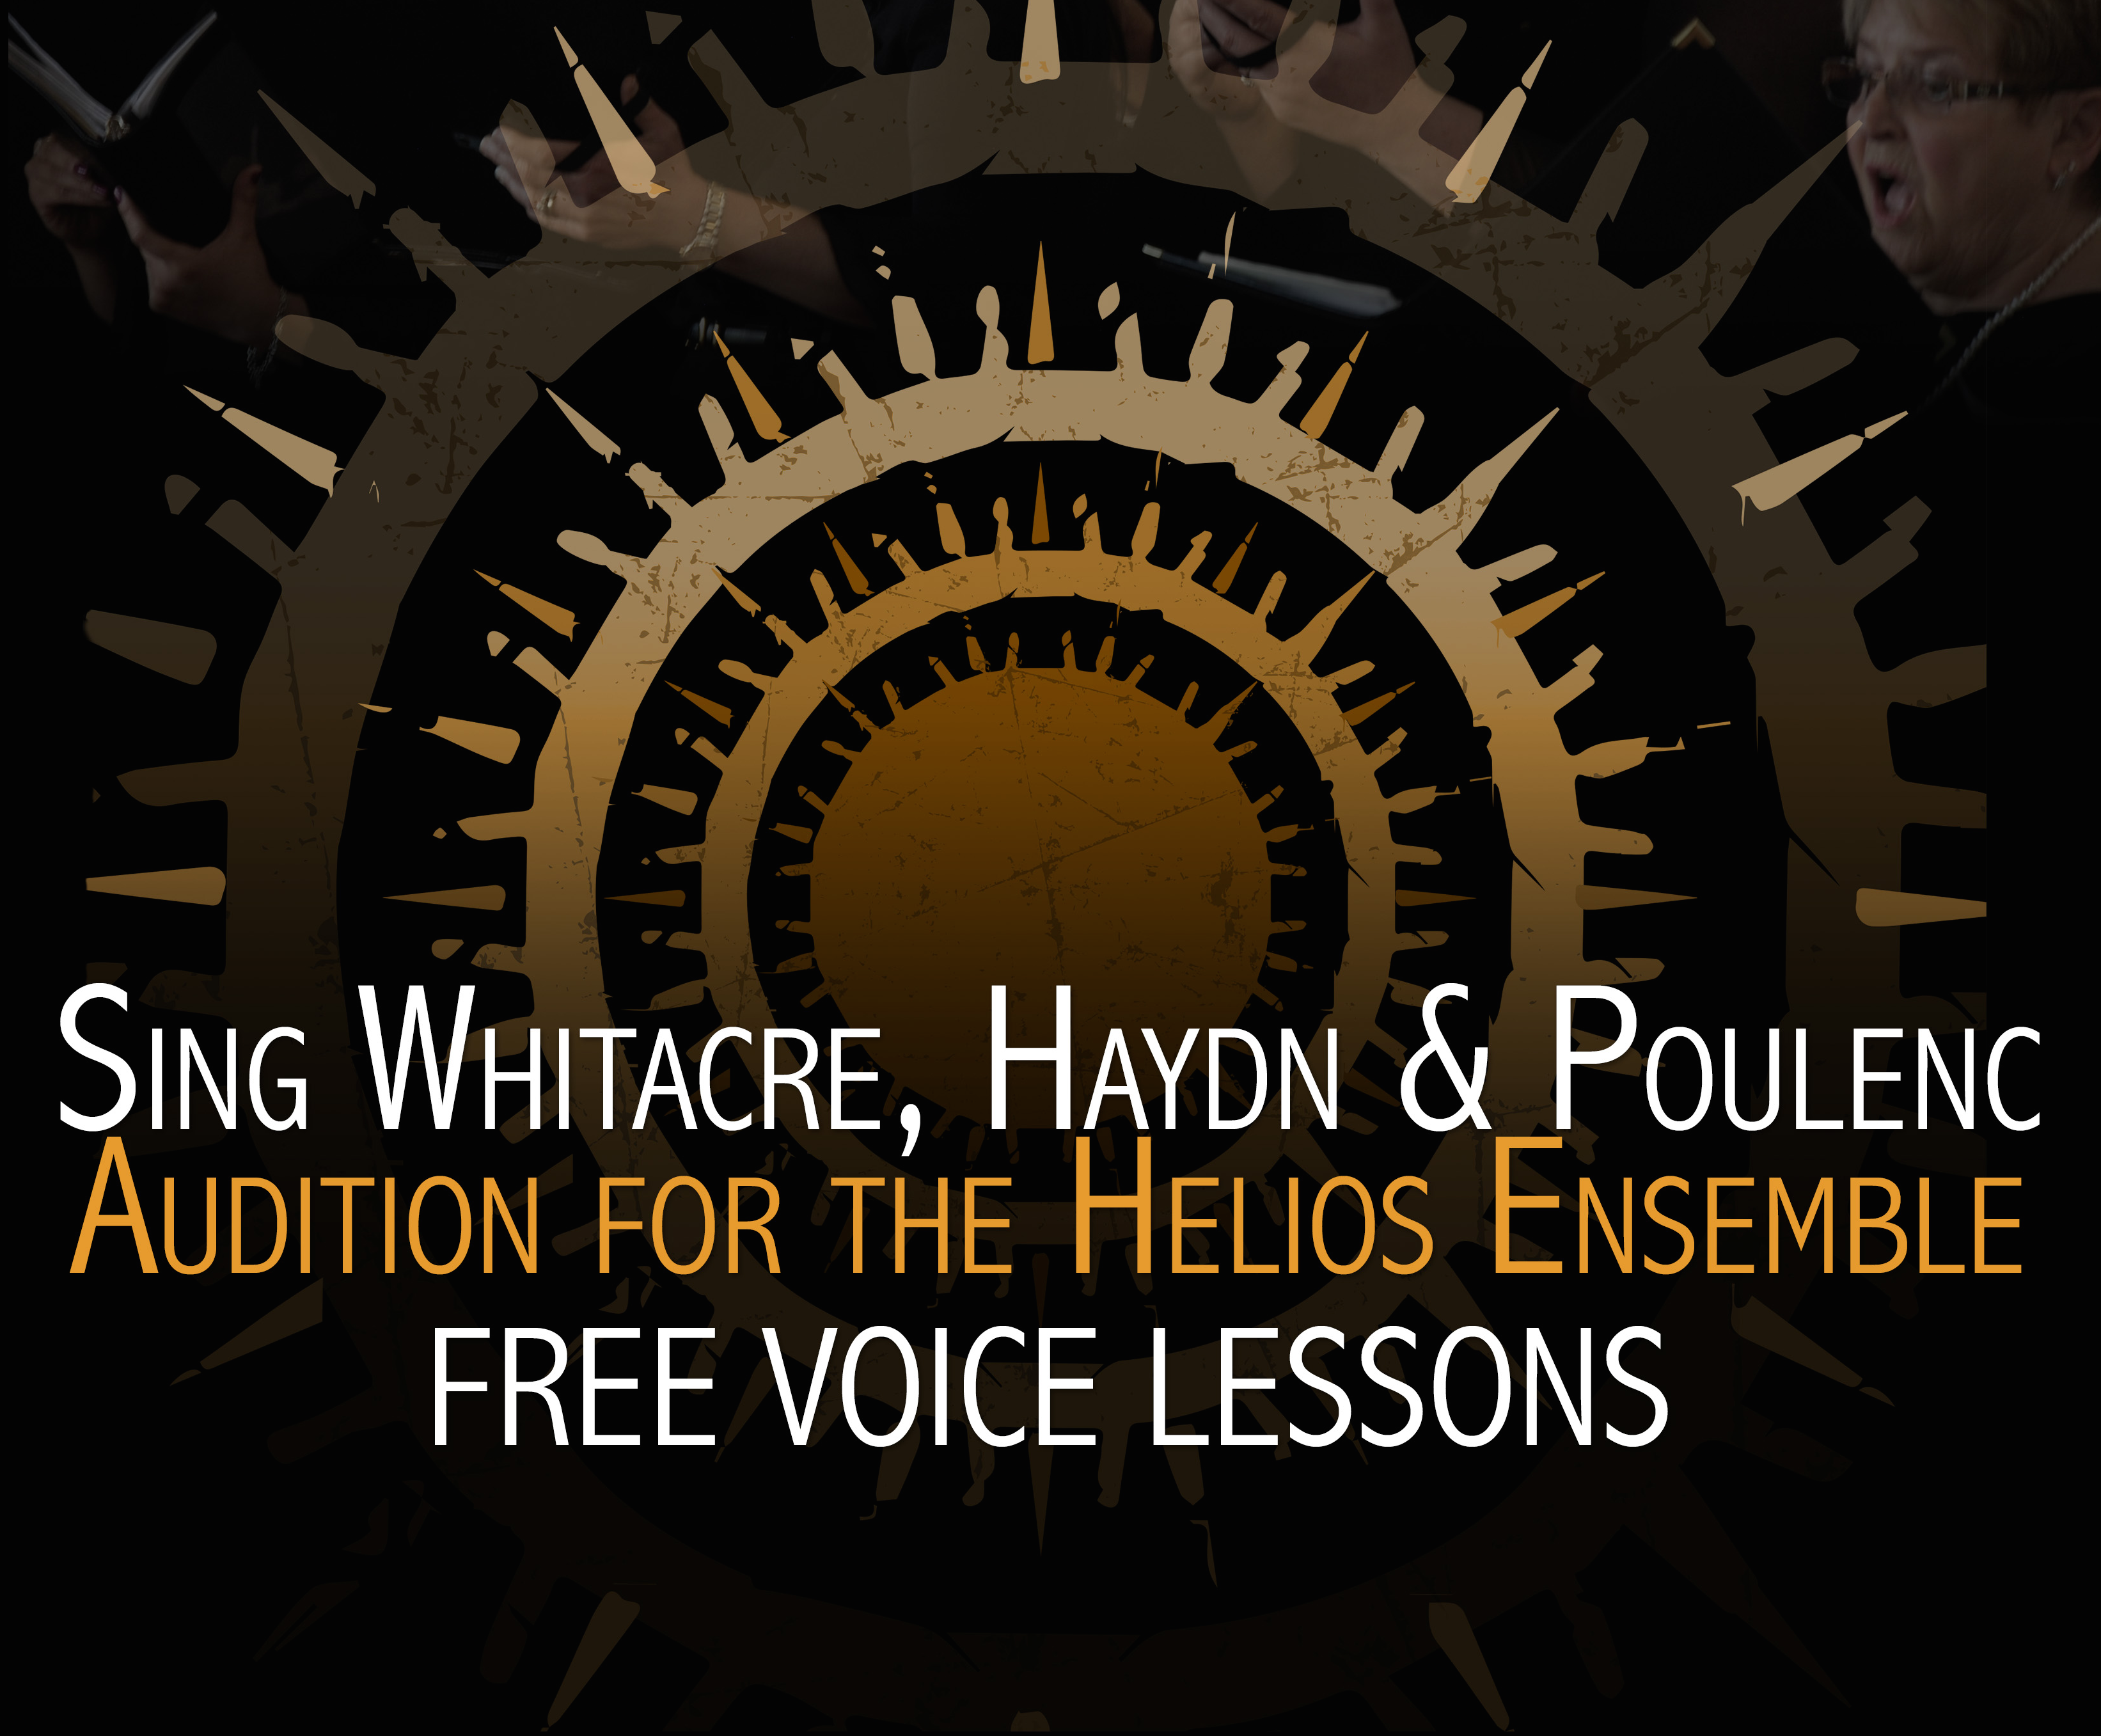 Sing Whitacre, Haydn & Poulenc
Audition for the Helios Ensemble
FREE VOICE LESSONS